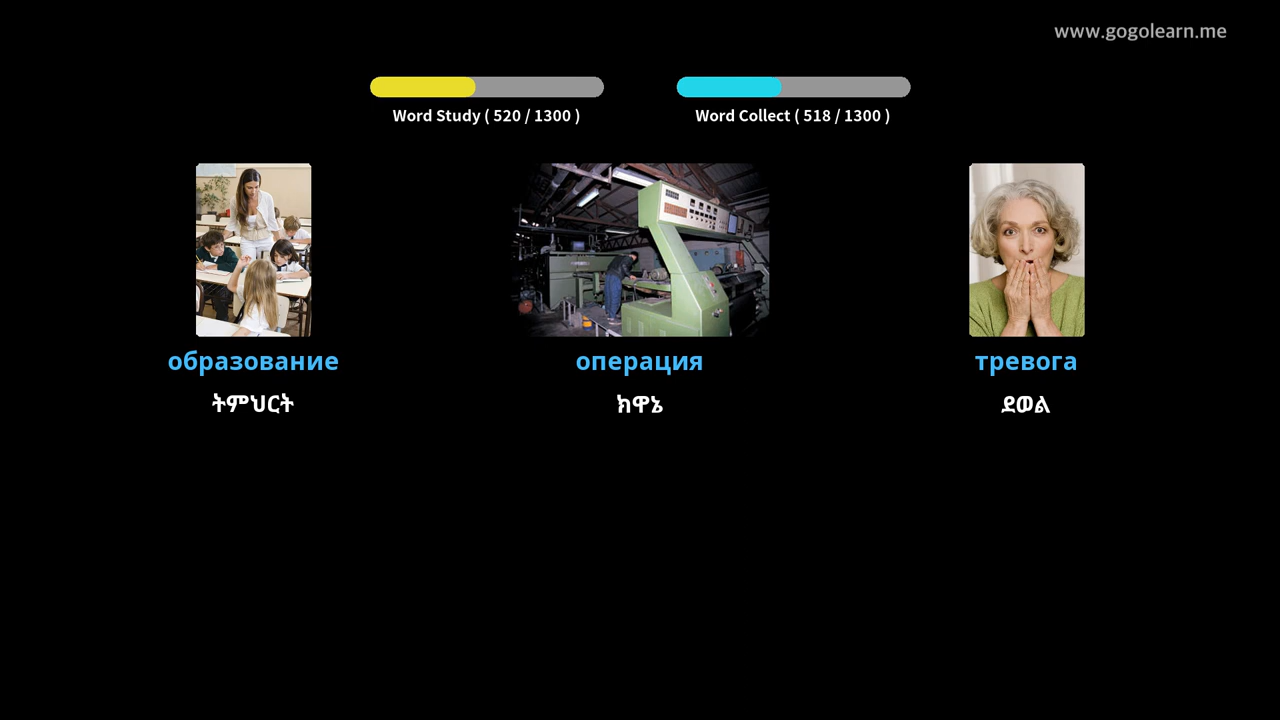 www.gogolearn.me
Word Study ( 520 / 1300 )
Word Collect ( 518 / 1300 )
образование
операция
тревога
ትምህርት
ክዋኔ
ደወል